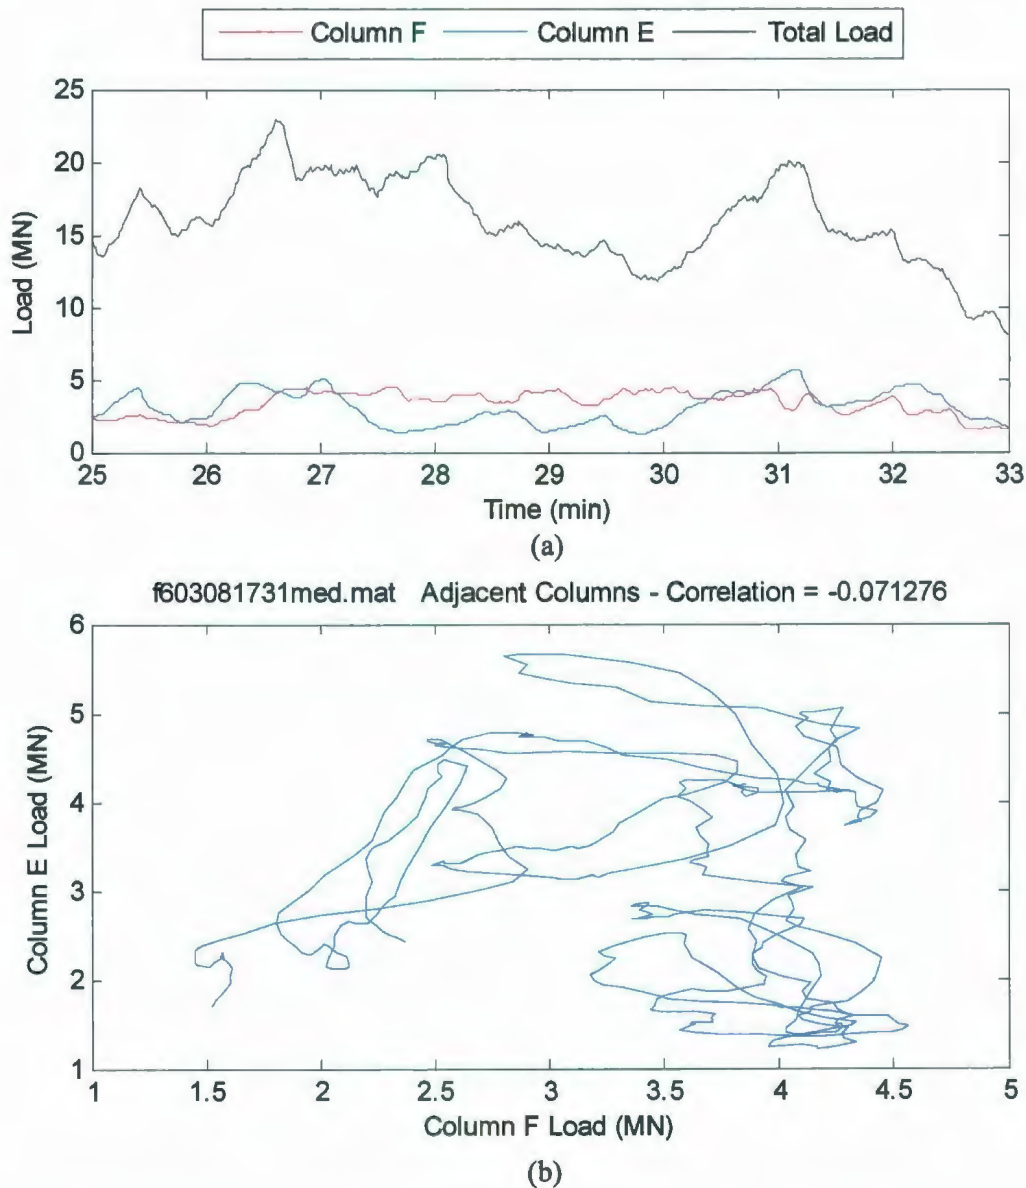 Column F Column E Total Load
25
20
15
10
5
0
Load (MN)
25 26 27 28 29 30 31 32 33
Time (min)
(a)
f603081731med.mat Adjacent Columns - Correlation = -0.071276
6
5
4
3
2
1
Column E Load (MN)
1 1.5 2 2.5 3 3.5 4 4.5 5
Column F Load (MN)
(b)